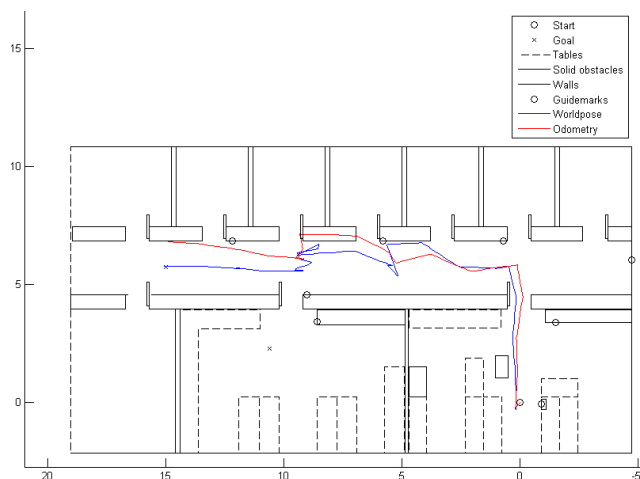 15
10
5
0
20
15
10
5
0
-5
Start
Goal
Tables
Solid obstacles
Walls
Guidemarks
Worldpose
Odometry